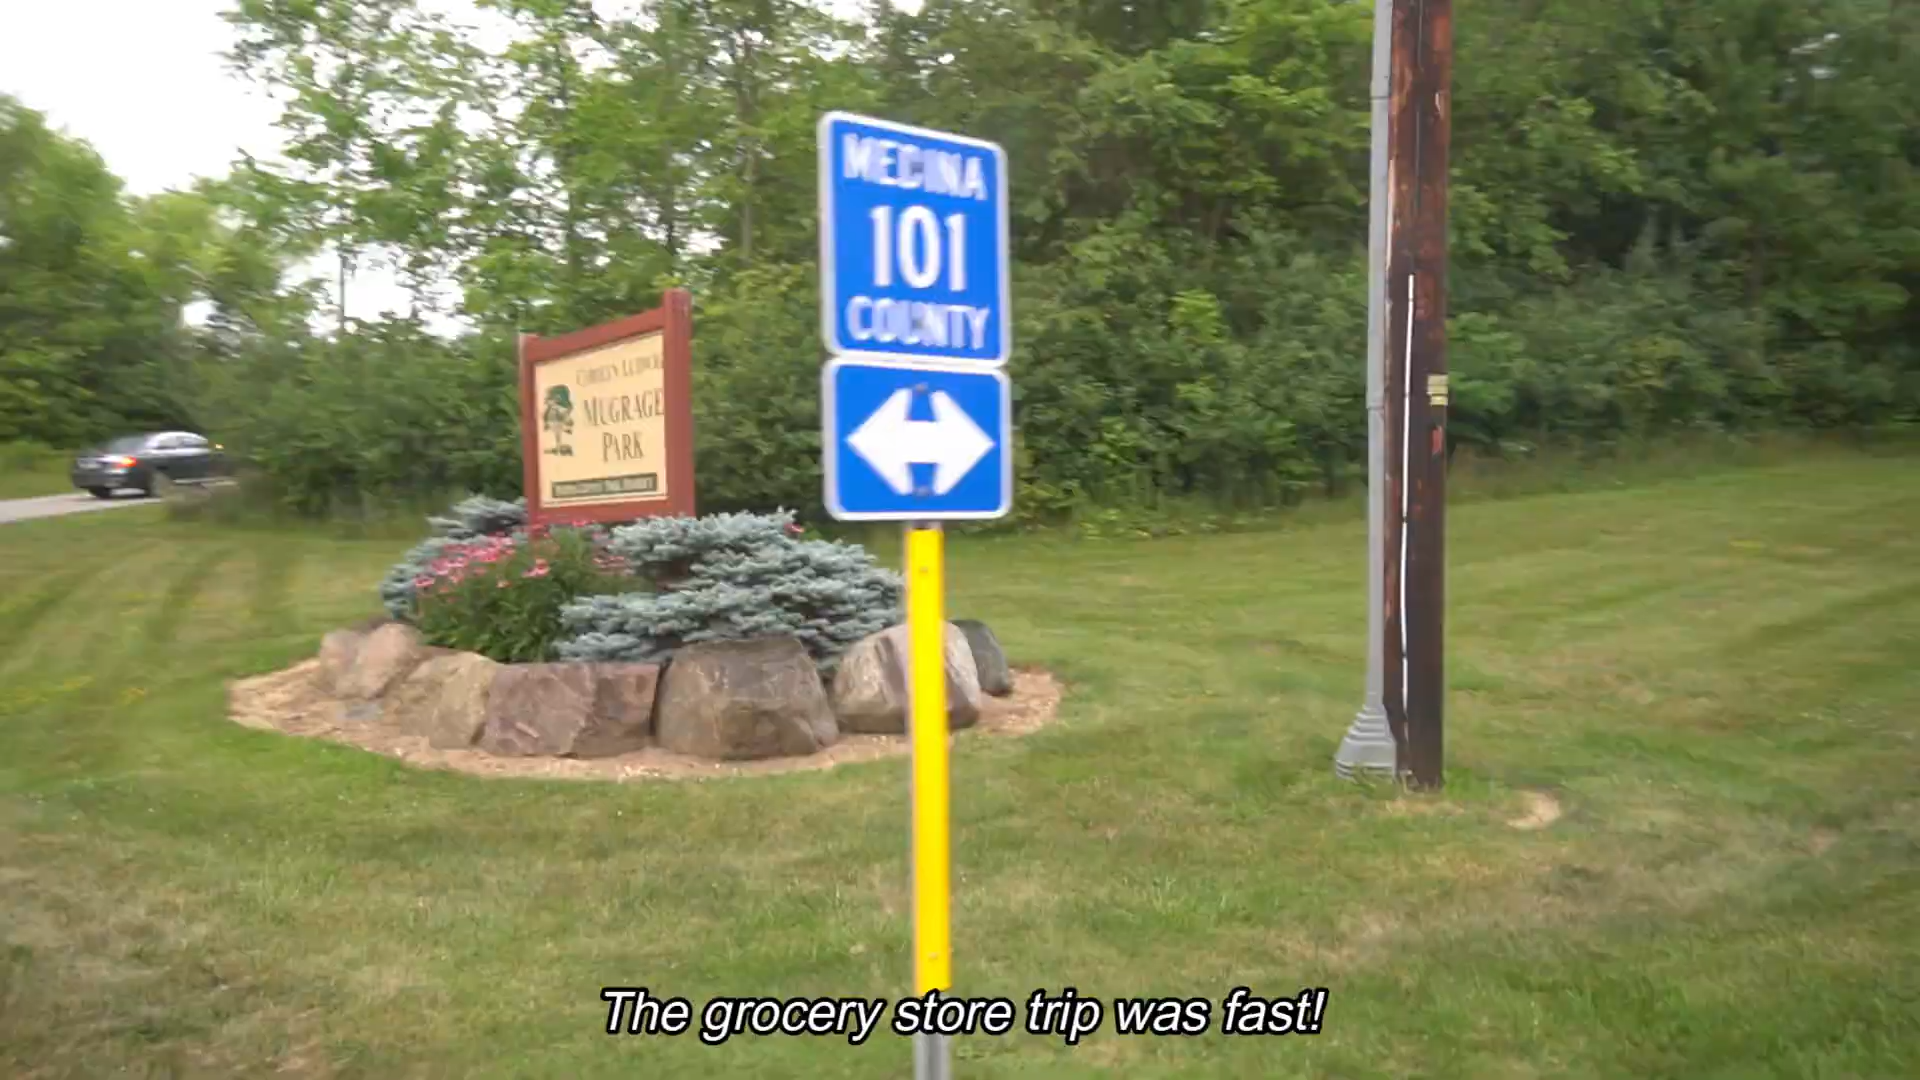 MEDINA
101
COUNTY
MUGRAGE
PARK
The grocery store trip was fast!